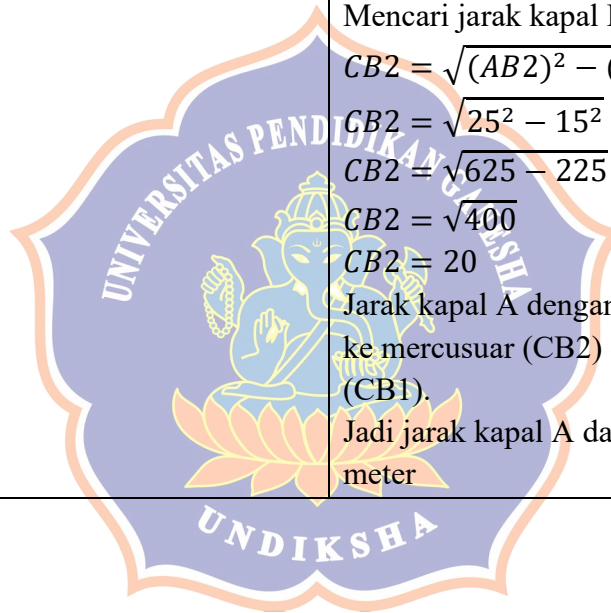 Mencari jarak kapal
CB2 = √(AB2)² − (
CB2 = √25² − 15²
CB2 = √625 − 225
CB2 = √400
CB2 = 20
Jarak kapal A dengan
ke mercusuar (CB2)
(CB1).
Jadi jarak kapal A da
meter
UNIVERSITAS PENDIDIKAN GANESHA
UNDIKSHA